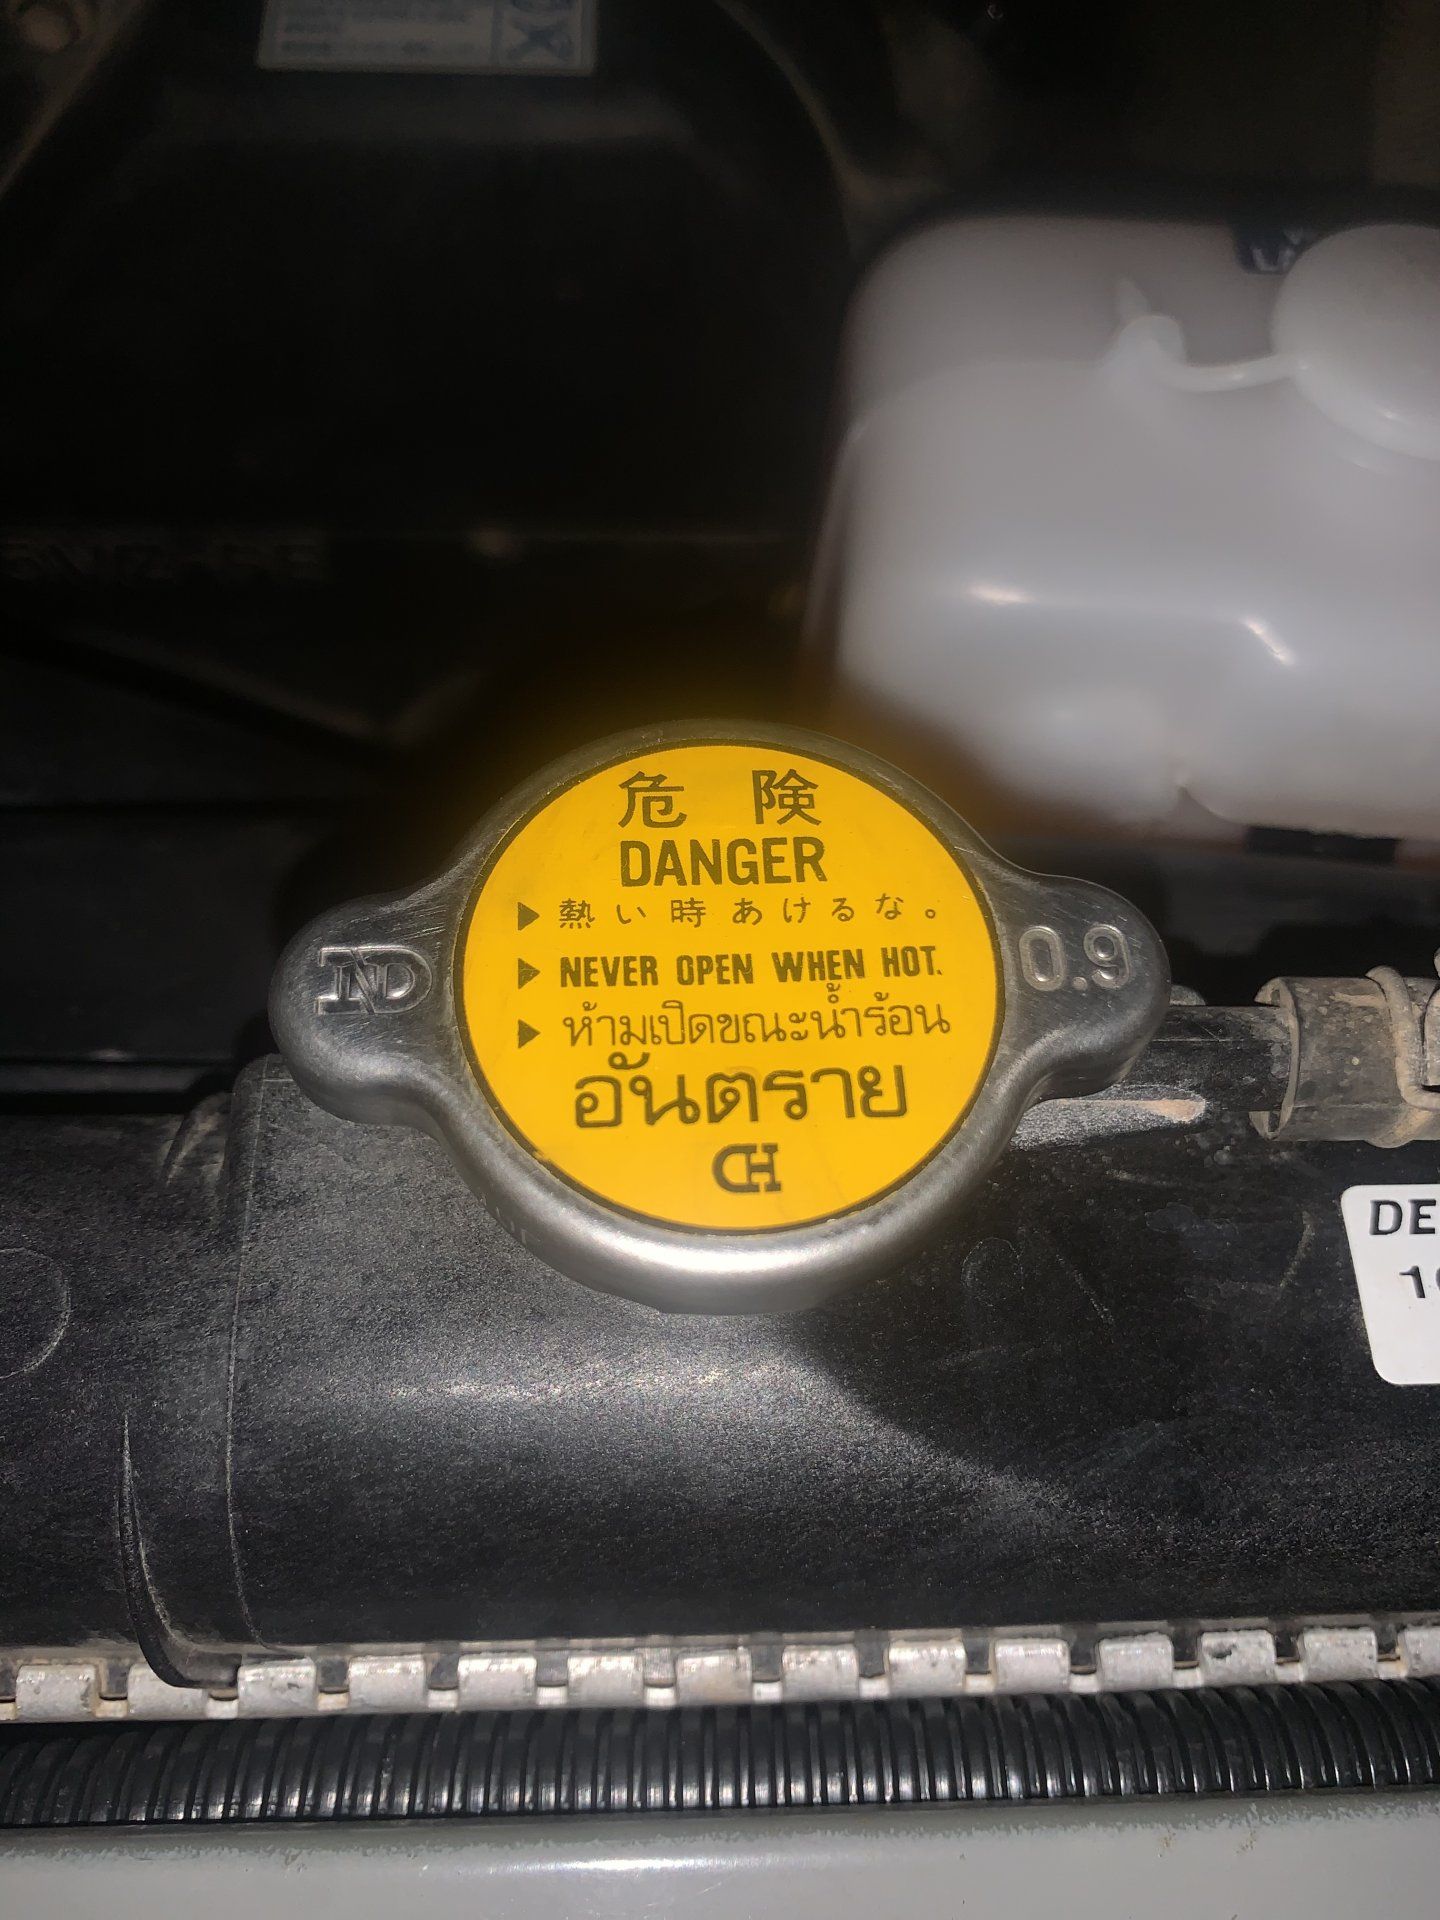 危険
DANGER
▶ 熱い時あけるな。
▶ NEVER OPEN WHEN HOT.
▶ ห้ามเปิดขณะน้ำร้อน
อันตราย
ND
0.9
DE